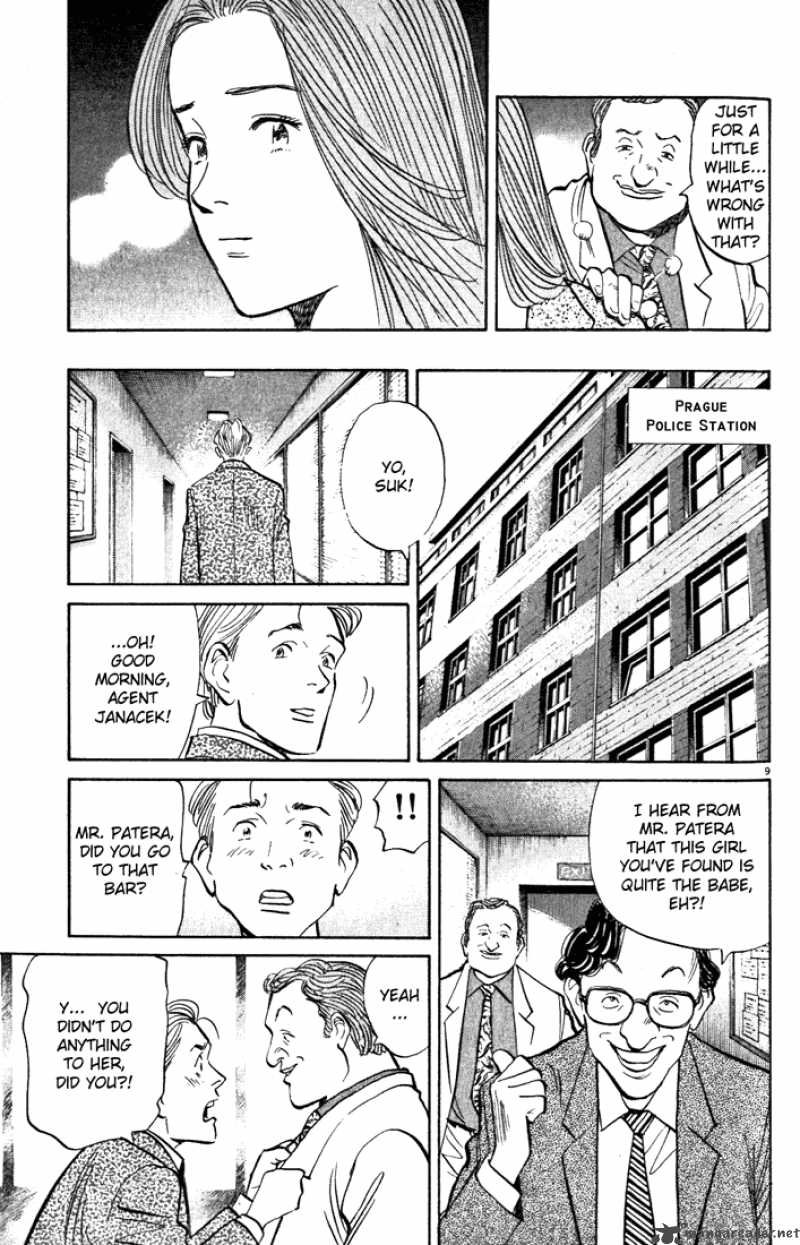 JUST
FOR A
LITTLE
WHILE...
WHAT'S
WRONG
WITH
THAT?
PRAGUE
POLICE STATION
YO,
SUK!
...OH!
GOOD
MORNING,
AGENT
JANACEK!
9
I HEAR FROM
MR. PATERA
THAT THIS GIRL
YOU'VE FOUND IS
QUITE THE BABE,
EH?!
!!
MR. PATERA,
DID YOU GO
TO THAT
BAR?
YEAH
...
Y... YOU
DIDN'T DO
ANYTHING
TO HER,
DID YOU?!